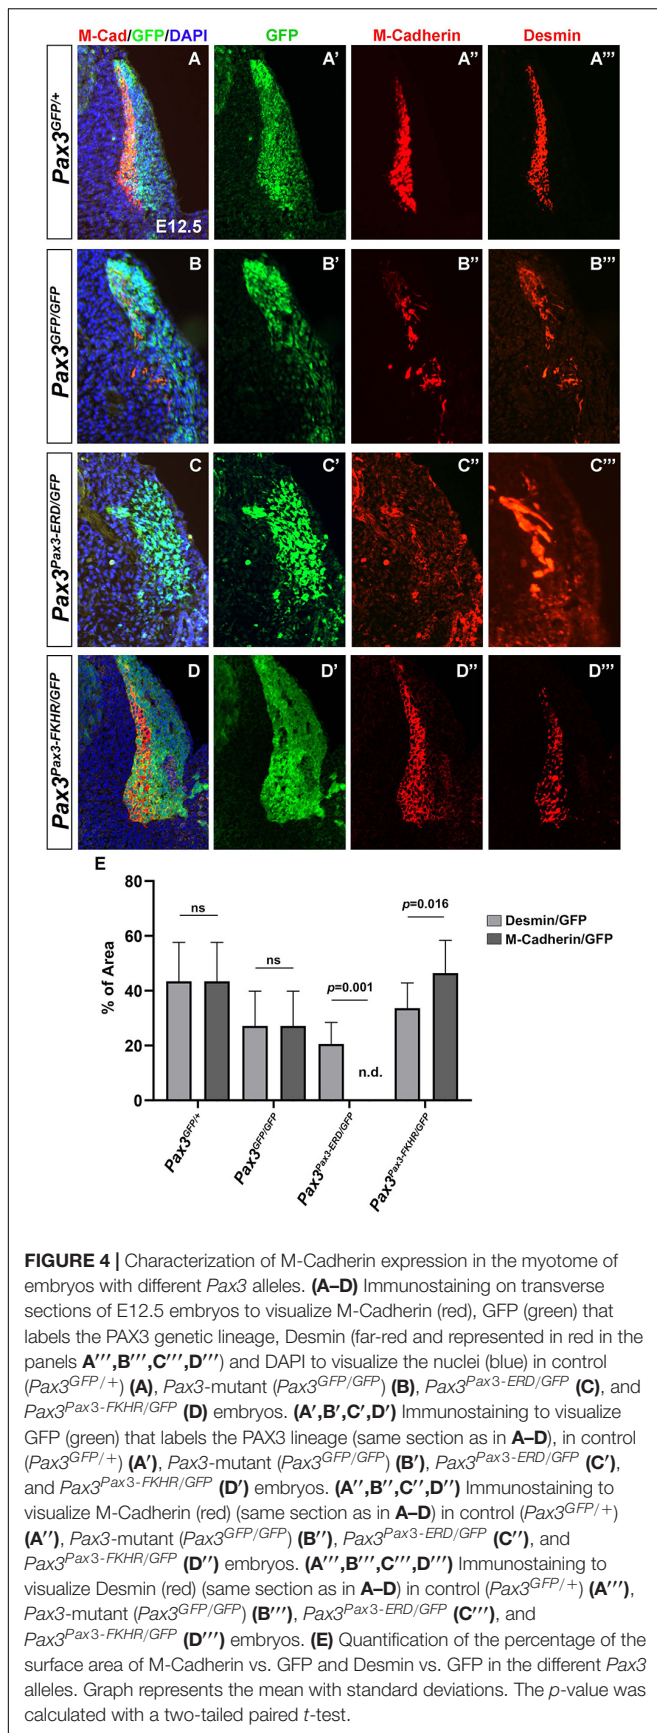 M-Cad/GFP/DAPI GFP M-Cadherin Desmin
Pax3GFP/+ A A' A'' A'''
E12.5
Pax3GFP/GFP B B' B'' B'''
Pax3Pax3-ERD/GFP C C' C'' C'''
Pax3Pax3-FKHR/GFP D D' D'' D'''
E
% of Area
80
60
40
20
0
ns
ns
p=0.001
n.d.
p=0.016
Desmin/GFP
M-Cadherin/GFP
Pax3GFP/+
Pax3GFP/GFP
Pax3Pax3-ERD/GFP
Pax3Pax3-FKHR/GFP
FIGURE 4 | Characterization of M-Cadherin expression in the myotome of
embryos with different Pax3 alleles. (A–D) Immunostaining on transverse
sections of E12.5 embryos to visualize M-Cadherin (red), GFP (green) that
labels the PAX3 genetic lineage, Desmin (far-red and represented in red in the
panels A′′′,B′′′,C′′′,D′′′) and DAPI to visualize the nuclei (blue) in control
(Pax3GFP/+) (A), Pax3-mutant (Pax3GFP/GFP) (B), Pax3Pax3-ERD/GFP (C), and
Pax3Pax3-FKHR/GFP (D) embryos. (A′,B′,C′,D′) Immunostaining to visualize
GFP (green) that labels the PAX3 lineage (same section as in A–D), in control
(Pax3GFP/+) (A′), Pax3-mutant (Pax3GFP/GFP) (B′), Pax3Pax3-ERD/GFP (C′),
and Pax3Pax3-FKHR/GFP (D′) embryos. (A′′,B′′,C′′,D′′) Immunostaining to
visualize M-Cadherin (red) (same section as in A–D) in control (Pax3GFP/+)
(A′′), Pax3-mutant (Pax3GFP/GFP) (B′′), Pax3Pax3-ERD/GFP (C′′), and
Pax3Pax3-FKHR/GFP (D′′) embryos. (A′′′,B′′′,C′′′,D′′′) Immunostaining to
visualize Desmin (red) (same section as in A–D) in control (Pax3GFP/+) (A′′′),
Pax3-mutant (Pax3GFP/GFP) (B′′′), Pax3Pax3-ERD/GFP (C′′′), and
Pax3Pax3-FKHR/GFP (D′′′) embryos. (E) Quantification of the percentage of the
surface area of M-Cadherin vs. GFP and Desmin vs. GFP in the different Pax3
alleles. Graph represents the mean with standard deviations. The p-value was
calculated with a two-tailed paired t-test.